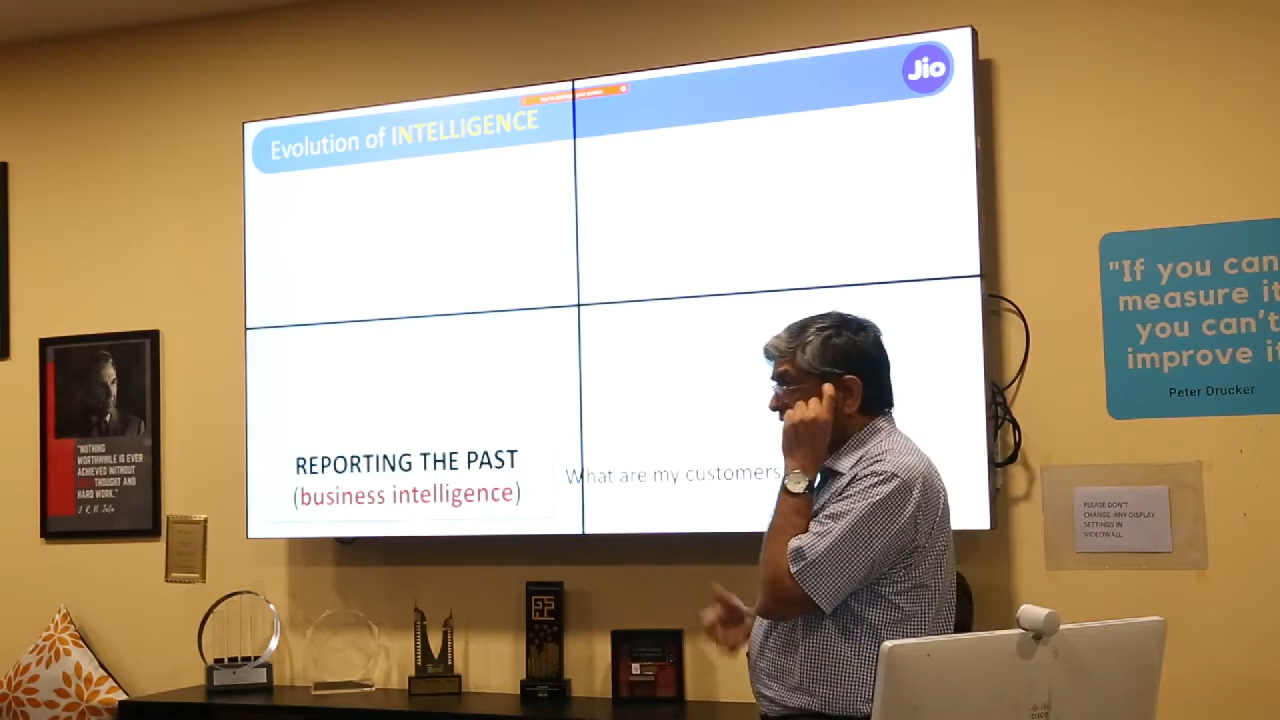 Jio
Evolution of INTELLIGENCE
REPORTING THE PAST
(business intelligence)
What are my customers
"NOTHING
WORTHWHILE IS EVER
ACHIEVED WITHOUT
THOUGHT AND
HARD WORK."
J. R. D. Tata
"If you can
measure it
you can't
improve it
Peter Drucker
PLEASE DON'T
CHANGE ANY DISPLAY
SETTINGS IN
VIDEOWALL.
cisco